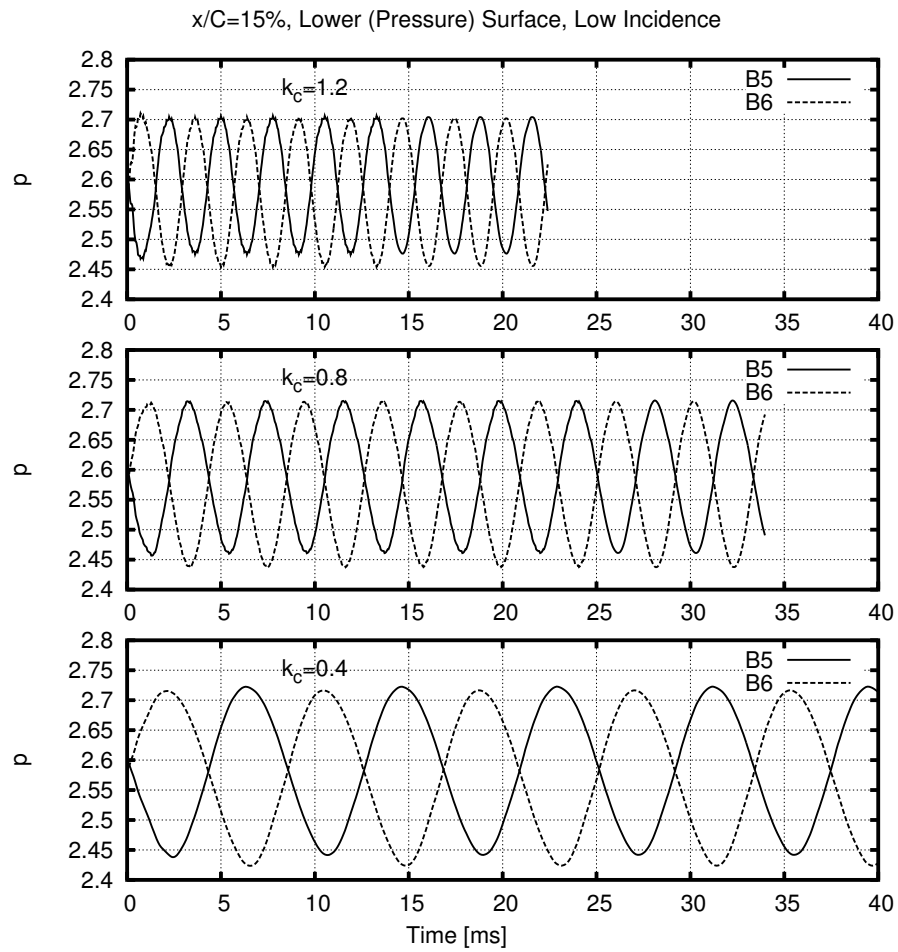 x/C=15%, Lower (Pressure) Surface, Low Incidence
2.8
2.75
2.7
2.65
2.6
2.55
2.5
2.45
2.4
p
k_c=1.2
B5
B6
0 5 10 15 20 25 30 35 40
2.8
2.75
2.7
2.65
2.6
2.55
2.5
2.45
2.4
p
k_c=0.8
B5
B6
0 5 10 15 20 25 30 35 40
2.8
2.75
2.7
2.65
2.6
2.55
2.5
2.45
2.4
p
k_c=0.4
B5
B6
0 5 10 15 20 25 30 35 40
Time [ms]